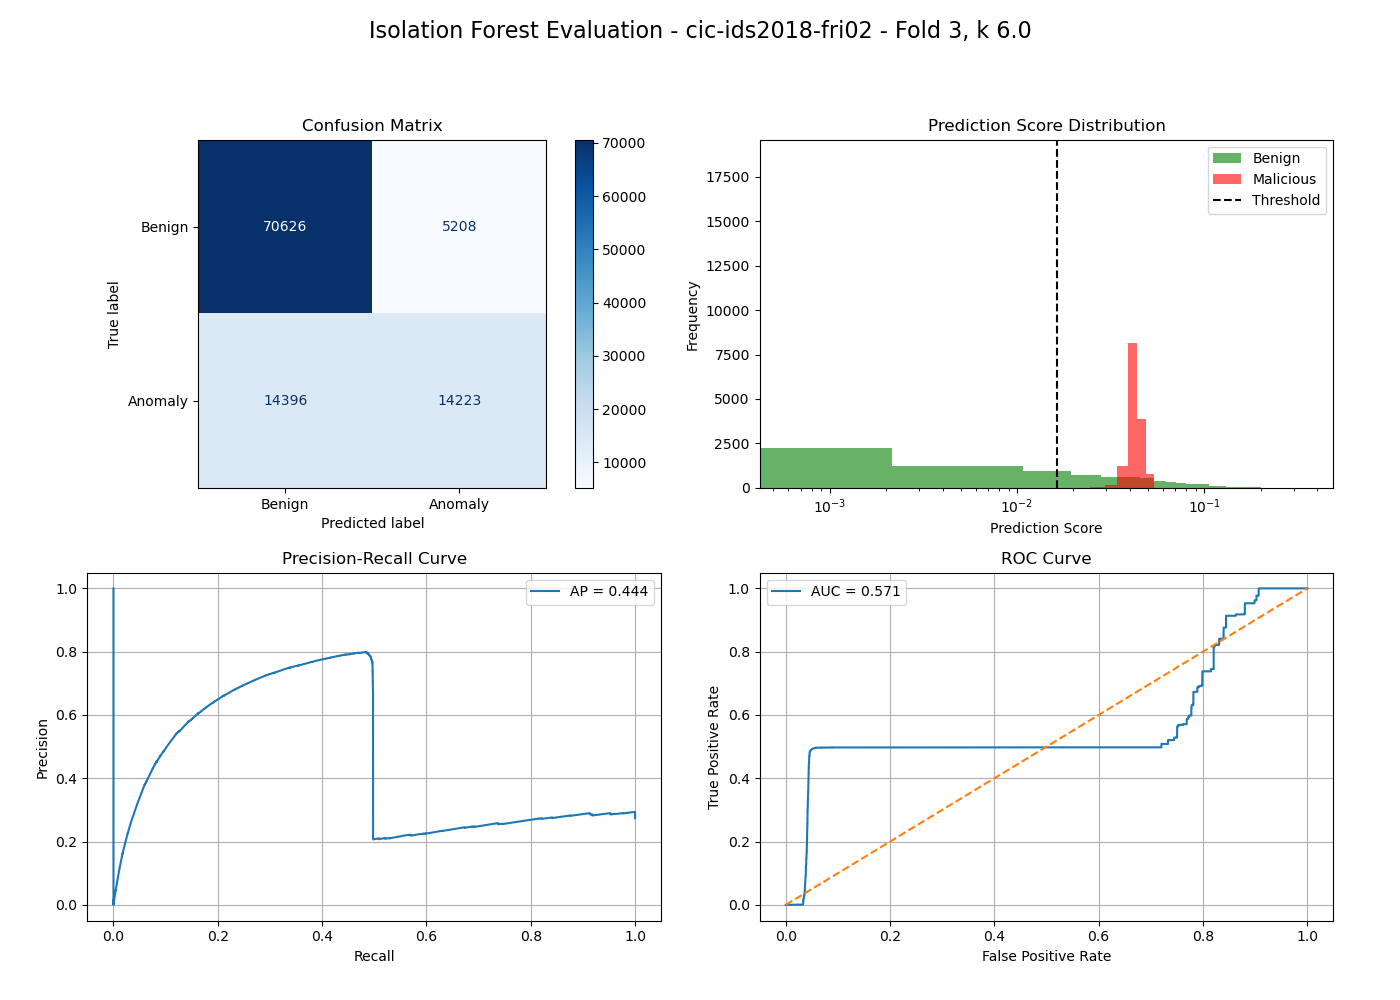 Isolation Forest Evaluation - cic-ids2018-fri02 - Fold 3, k 6.0
Confusion Matrix
True label
Benign
Anomaly
70626
5208
14396
14223
Benign
Anomaly
Predicted label
70000
60000
50000
40000
30000
20000
10000
Prediction Score Distribution
Frequency
17500
15000
12500
10000
7500
5000
2500
0
Benign
Malicious
Threshold
10⁻³
10⁻²
10⁻¹
Prediction Score
Precision-Recall Curve
Precision
1.0
0.8
0.6
0.4
0.2
0.0
AP = 0.444
0.0
0.2
0.4
0.6
0.8
1.0
Recall
ROC Curve
True Positive Rate
1.0
0.8
0.6
0.4
0.2
0.0
AUC = 0.571
0.0
0.2
0.4
0.6
0.8
1.0
False Positive Rate